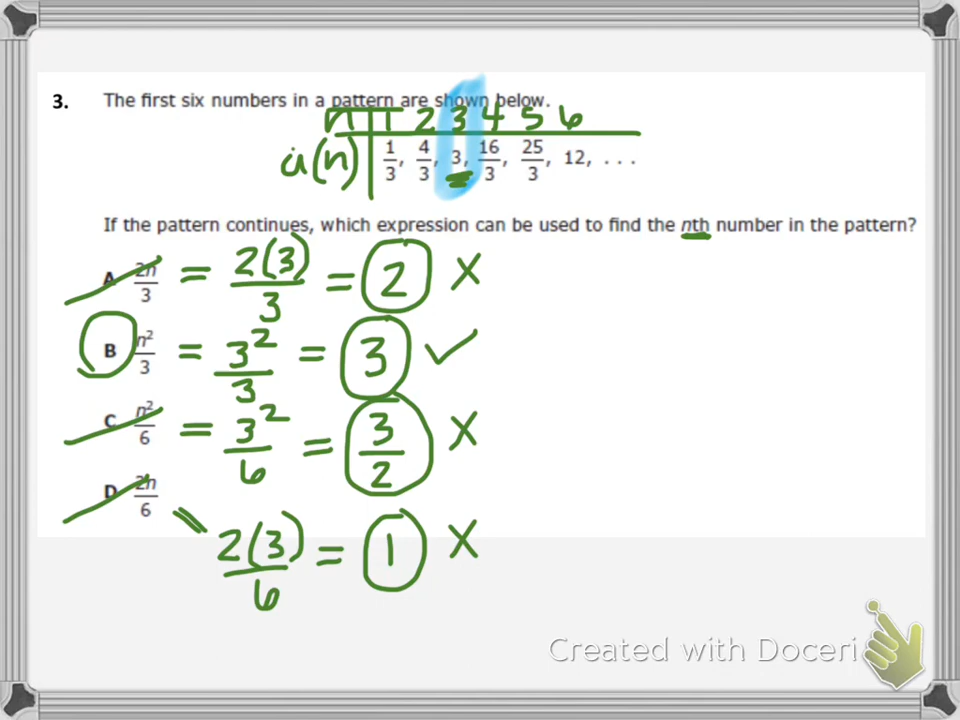 3. The first six numbers in a pattern are shown below.
n 1 2 3 4 5 6
a(n) 1/3, 4/3, 3, 16/3, 25/3, 12, . . .
If the pattern continues, which expression can be used to find the nth number in the pattern?
A 2n/3 = 2(3)/3 = 2 X
B n²/3 = 3²/3 = 3 ✓
C n²/6 = 3²/6 = 3/2 X
D 2n/6 = 2(3)/6 = 1 X
Created with Doceri